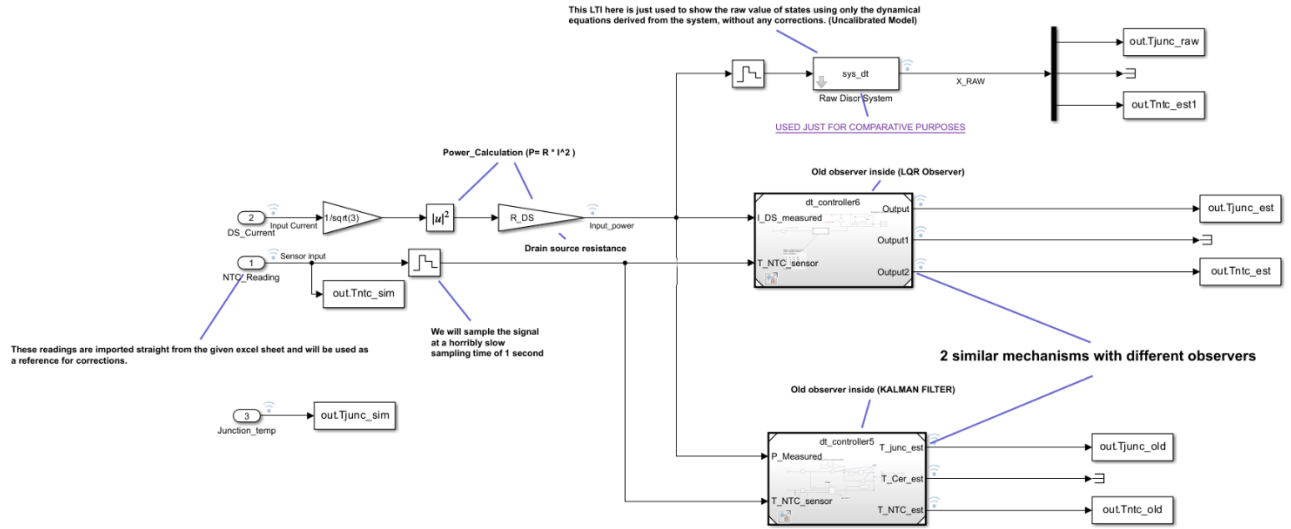 This LTI here is just used to show the raw value of states using only the dynamical
equations derived from the system, without any corrections. (Uncalibrated Model)
out.Tjunc_raw
sys_dt
Raw Discr System
X_RAW
out.Tntc_est1
USED JUST FOR COMPARATIVE PURPOSES
Power_Calculation (P= R * I^2 )
Old observer inside (LQR Observer)
2
DS_Current
Input Current
1/sqrt(3)
|u|²
R_DS
Input_power
Drain source resistance
dt_controller6
I_DS_measured
T_NTC_sensor
Output
Output1
Output2
out.Tjunc_est
out.Tntc_est
1
NTC_Reading
Sensor input
out.Tntc_sim
We will sample the signal
at a horribly slow
sampling time of 1 second
These readings are imported straight from the given excel sheet and will be used as
a reference for corrections.
2 similar mechanisms with different observers
Old observer inside (KALMAN FILTER)
3
Junction_temp
out.Tjunc_sim
dt_controller5
P_Measured
T_NTC_sensor
T_junc_est
T_Cer_est
T_NTC_est
out.Tjunc_old
out.Tntc_old